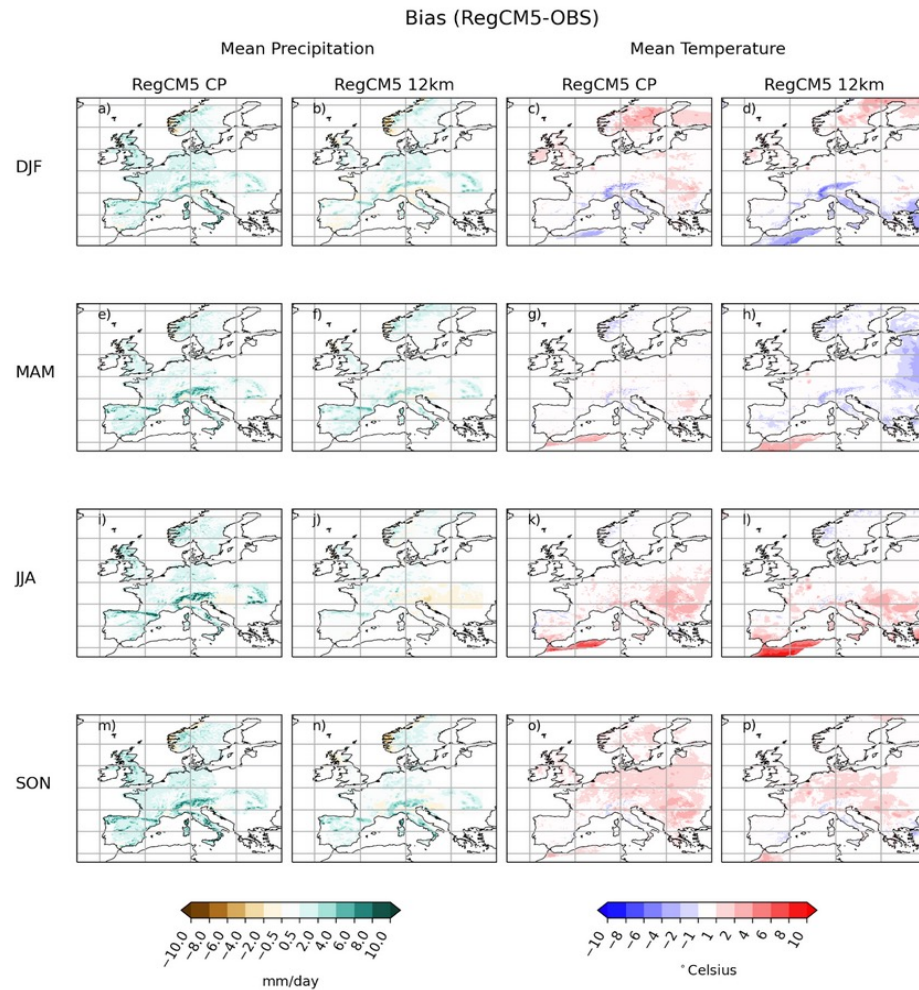 Bias (RegCM5-OBS)
Mean Precipitation Mean Temperature
RegCM5 CP RegCM5 12km RegCM5 CP RegCM5 12km
DJF a) b) c) d)
MAM e) f) g) h)
JJA i) j) k) l)
SON m) n) o) p)
−10.0 −8.0 −6.0 −4.0 −2.0 −0.5 0.5 2.0 4.0 6.0 8.0 10.0
mm/day
−10 −8 −6 −4 −2 −1 1 2 4 6 8 10
°Celsius